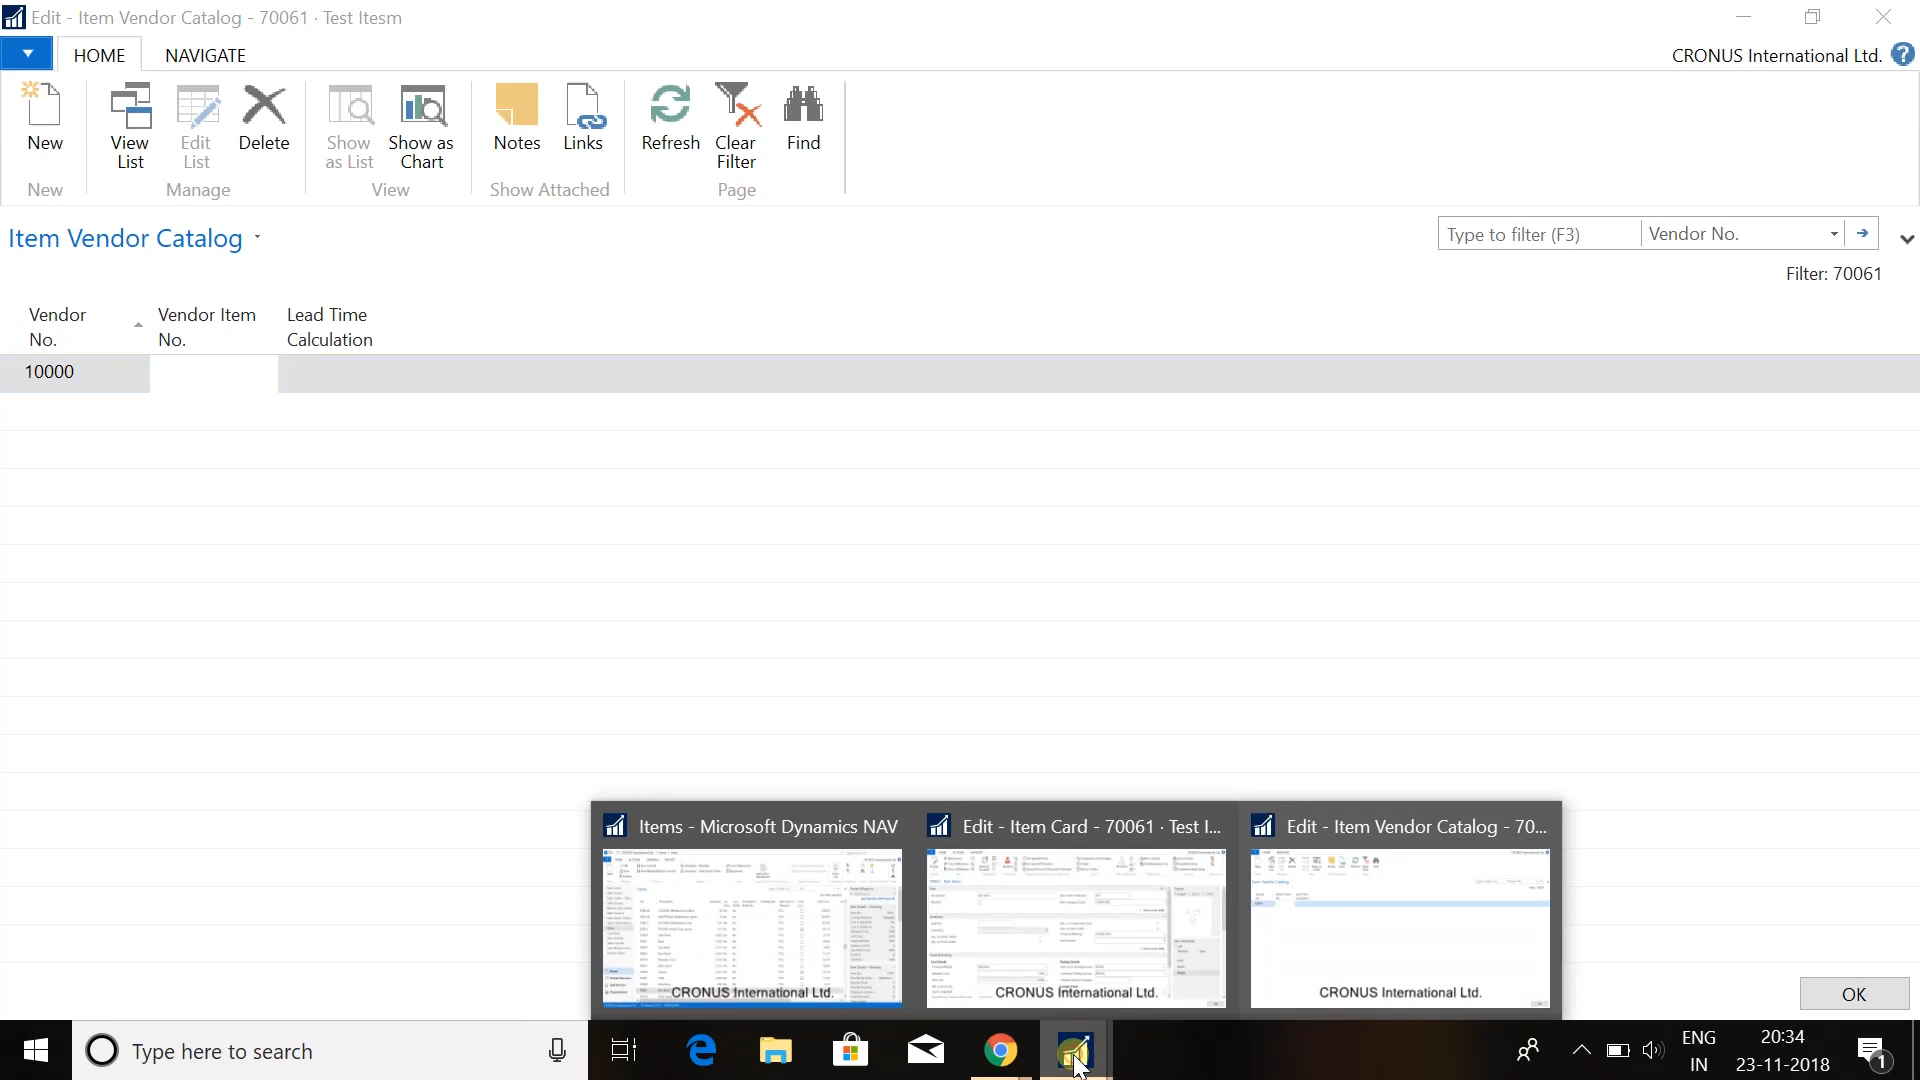 Edit - Item Vendor Catalog - 70061 · Test Itesm
HOME
NAVIGATE
CRONUS International Ltd.
?
New
View
List
Edit
List
Delete
Show
as List
Show as
Chart
Notes
Links
Refresh
Clear
Filter
Find
New
Manage
View
Show Attached
Page
Item Vendor Catalog
Type to filter (F3)
Vendor No.
Filter: 70061
Vendor
No.
Vendor Item
No.
Lead Time
Calculation
10000
Items - Microsoft Dynamics NAV
Edit - Item Card - 70061 · Test I...
Edit - Item Vendor Catalog - 70...
CRONUS International Ltd.
CRONUS International Ltd.
CRONUS International Ltd.
OK
Type here to search
ENG
IN
20:34
23-11-2018
1